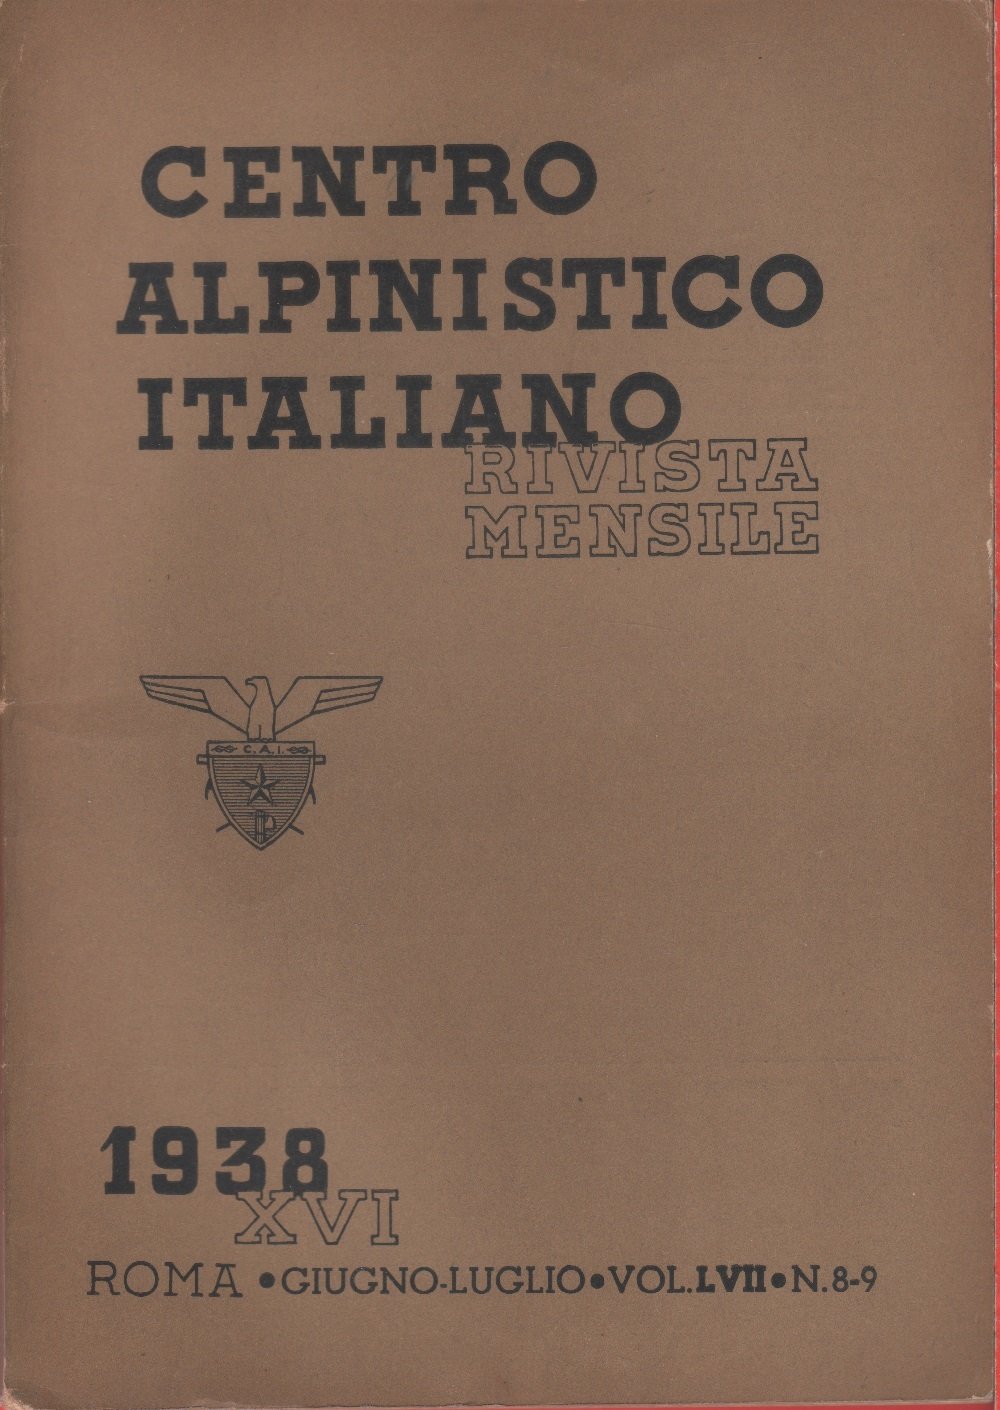 CENTRO
ALPINISTICO
ITALIANO
RIVISTA
MENSILE
C.A.I.
1938
XVI
ROMA • GIUGNO-LUGLIO • VOL. LVII • N. 8-9